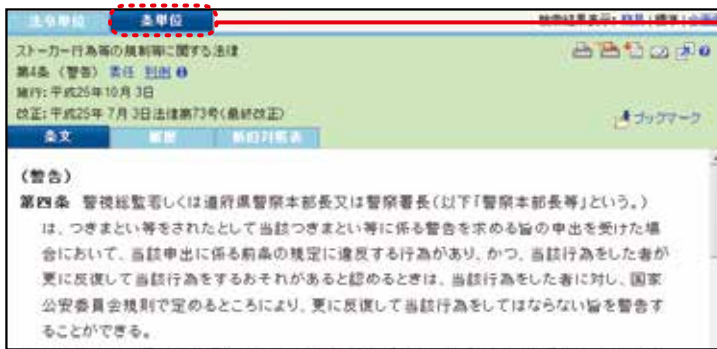 法令単位 条単位 検索結果表示: 簡易 | 標準 | 全画面
ストーカー行為等の規制等に関する法律
第4条 (警告) 委任 判例
施行: 平成25年10月 3日
改正: 平成25年 7月 3日法律第73号(最終改正)
ブックマーク
条文 新旧対照表
(警告)
第四条 警視総監若しくは道府県警察本部長又は警察署長(以下「警察本部長等」という。)
は、つきまとい等をされたとして当該つきまとい等に係る警告を求める旨の申出を受けた場
合において、当該申出に係る前条の規定に違反する行為があり、かつ、当該行為をした者が
更に反復して当該行為をするおそれがあると認めるときは、当該行為をした者に対し、国家
公安委員会規則で定めるところにより、更に反復して当該行為をしてはならない旨を警告す
ることができる。